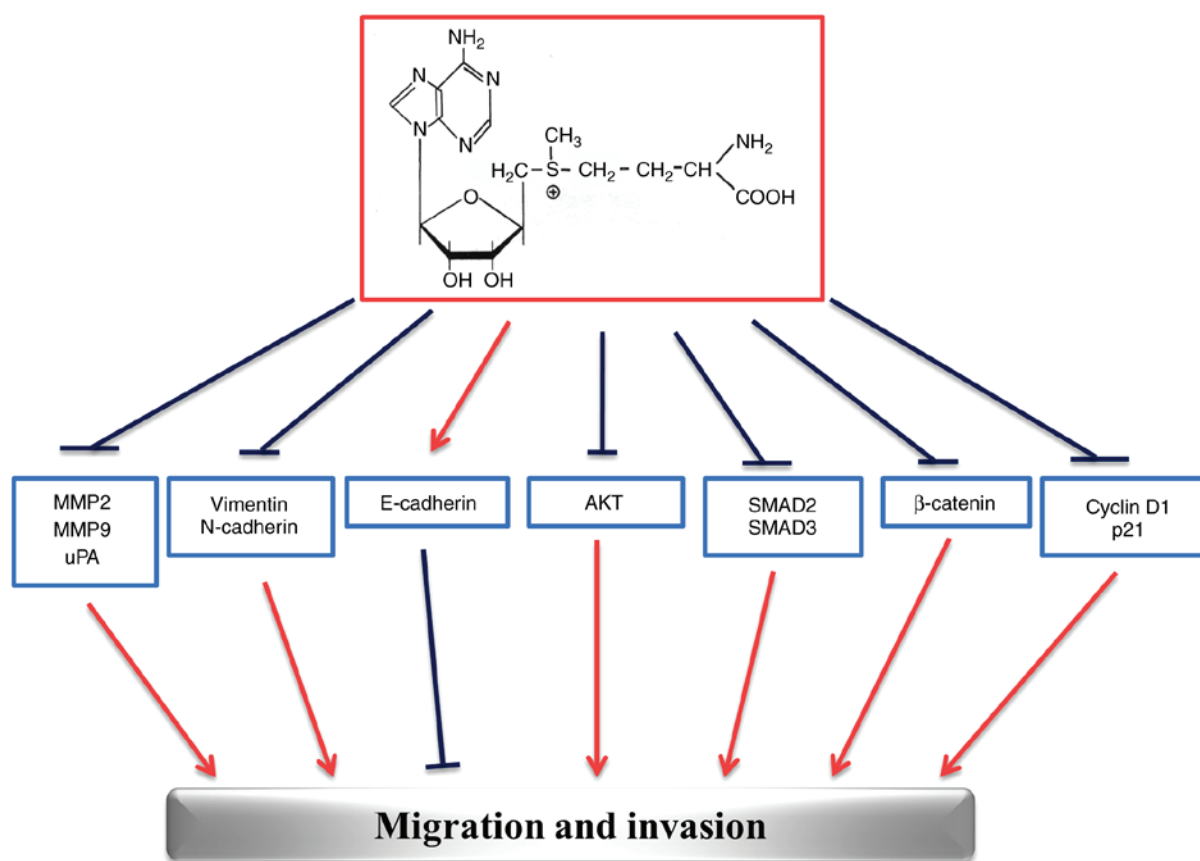 NH₂
N
N
N
N
CH₃
NH₂
H₂C–S–CH₂–CH₂–CH
⊕
COOH
O
OH OH
MMP2
MMP9
uPA
Vimentin
N-cadherin
E-cadherin
AKT
SMAD2
SMAD3
β-catenin
Cyclin D1
p21
Migration and invasion